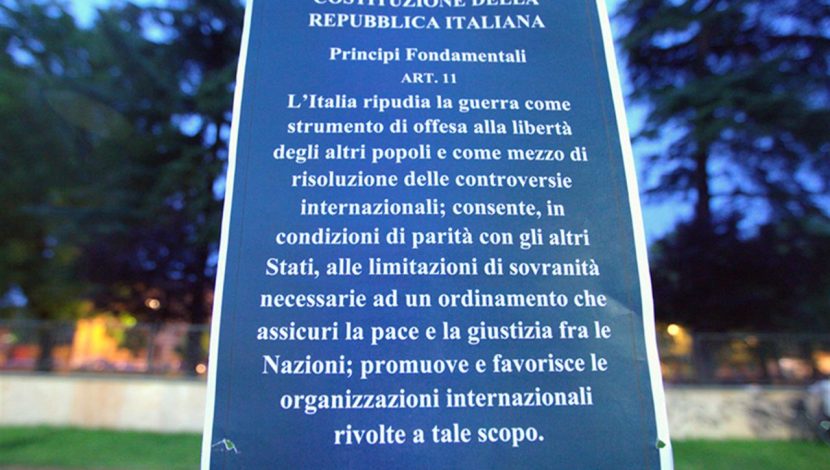 COSTITUZIONE DELLA
REPUBBLICA ITALIANA
Principi Fondamentali
ART. 11
L'Italia ripudia la guerra come
strumento di offesa alla libertà
degli altri popoli e come mezzo di
risoluzione delle controversie
internazionali; consente, in
condizioni di parità con gli altri
Stati, alle limitazioni di sovranità
necessarie ad un ordinamento che
assicuri la pace e la giustizia fra le
Nazioni; promuove e favorisce le
organizzazioni internazionali
rivolte a tale scopo.